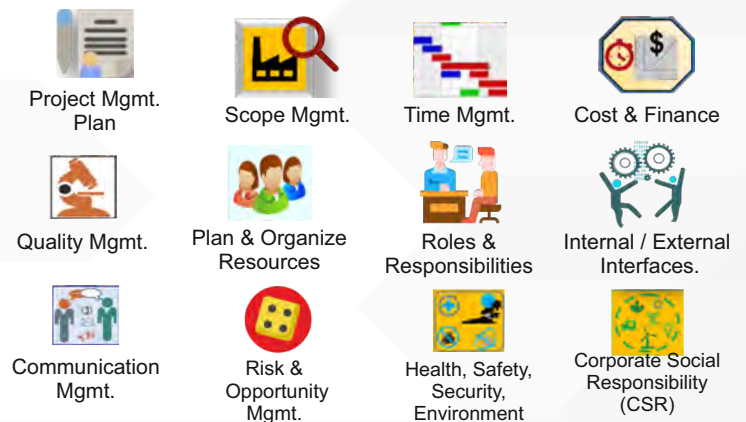 Project Mgmt.
Plan
Scope Mgmt.
Time Mgmt.
$
Cost & Finance
Quality Mgmt.
Plan & Organize
Resources
Roles &
Responsibilities
Internal / External
Interfaces.
Communication
Mgmt.
Risk &
Opportunity
Mgmt.
Health, Safety,
Security,
Environment
Corporate Social
Responsibility
(CSR)